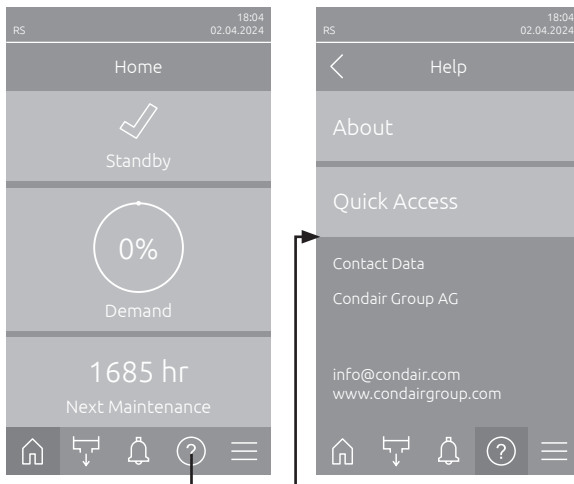 18:04
RS 02.04.2024
Home
Standby
0%
Demand
1685 hr
Next Maintenance
?
18:04
RS 02.04.2024
Help
About
Quick Access
Contact Data
Condair Group AG
info@condair.com
www.condairgroup.com
?